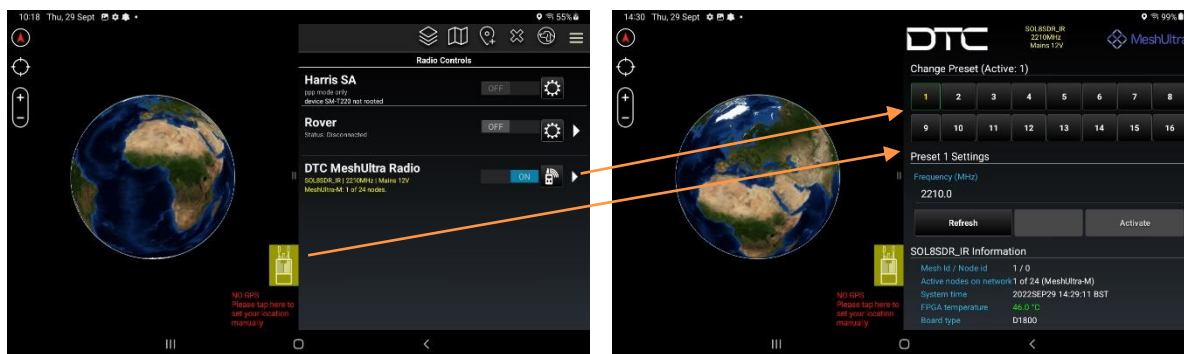 10:18 Thu, 29 Sept
55%
Radio Controls
Harris SA
ppp mode only
device SM-T220 not rooted
OFF
Rover
Status: Disconnected
OFF
DTC MeshUltra Radio
SOL8SDR_IR | 2210MHz | Mains 12V
MeshUltra-M: 1 of 24 nodes.
ON
NO GPS
Please tap here to
set your location
manually
14:30 Thu, 29 Sept
99%
DTC
SOL8SDR_IR
2210MHz
Mains 12V
MeshUltra
Change Preset (Active: 1)
1 2 3 4 5 6 7 8
9 10 11 12 13 14 15 16
Preset 1 Settings
Frequency (MHz)
2210.0
Refresh
Activate
SOL8SDR_IR Information
Mesh Id / Node id 1 / 0
Active nodes on network 1 of 24 (MeshUltra-M)
System time 2022SEP29 14:29:11 BST
FPGA temperature 46.0 °C
Board type D1800
NO GPS
Please tap here to
set your location
manually